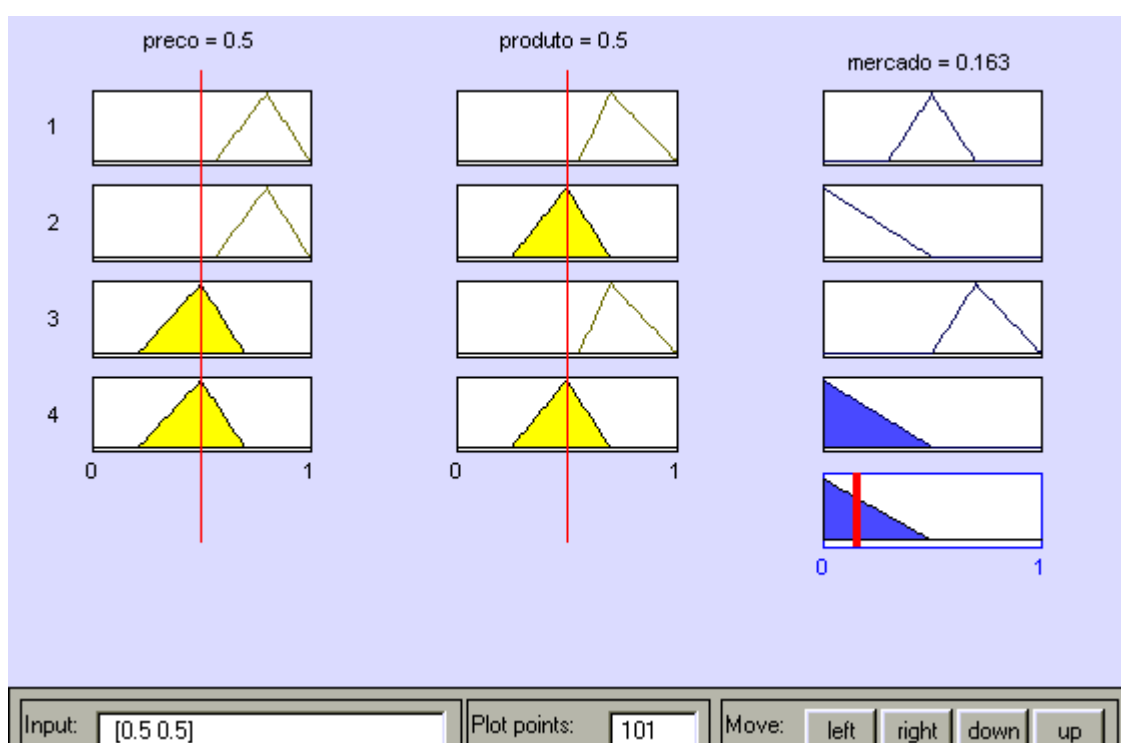 preco = 0.5 produto = 0.5
mercado = 0.163
1
2
3
4
0 1 0 1
0 1
Input: [0.5 0.5] Plot points: 101 Move: left right down up